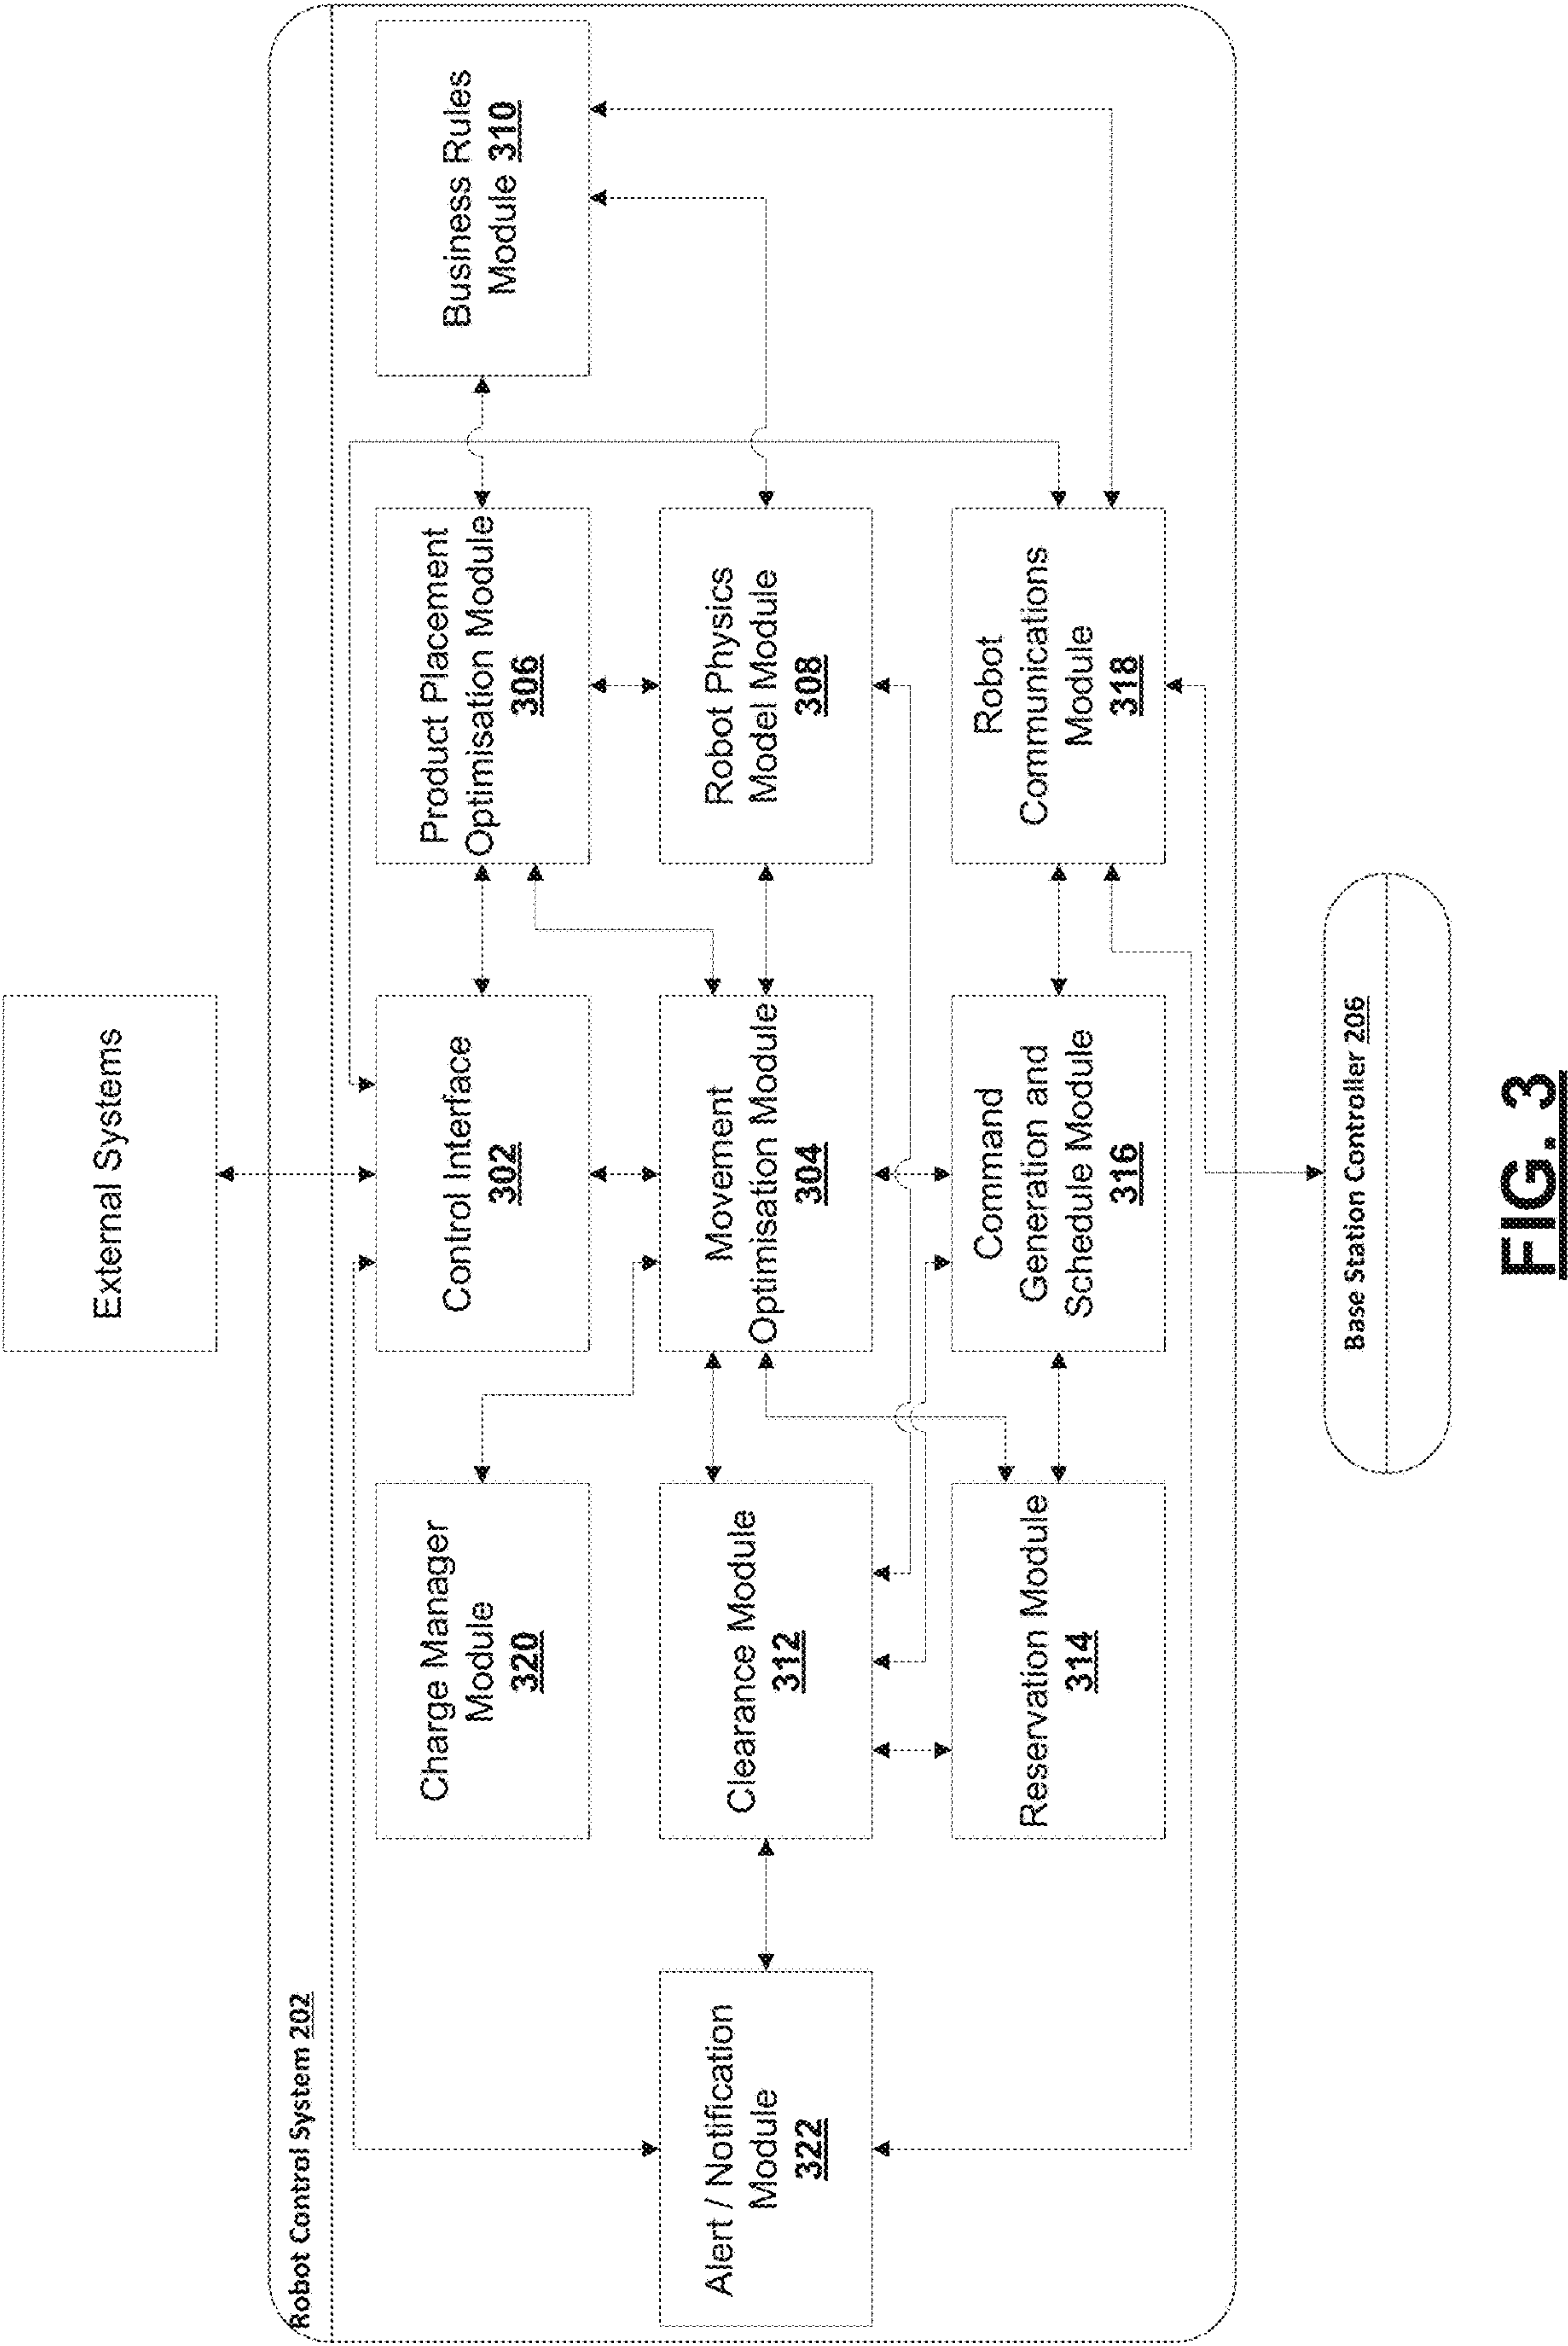 External Systems
Robot Control System 202
Charge Manager
Module
320
Control Interface
302
Product Placement
Optimisation Module
306
Business Rules
Module 310
Alert / Notification
Module
322
Clearance Module
312
Movement
Optimisation Module
304
Robot Physics
Model Module
308
Reservation Module
314
Command
Generation and
Schedule Module
316
Robot
Communications
Module
318
Base Station Controller 206
FIG. 3